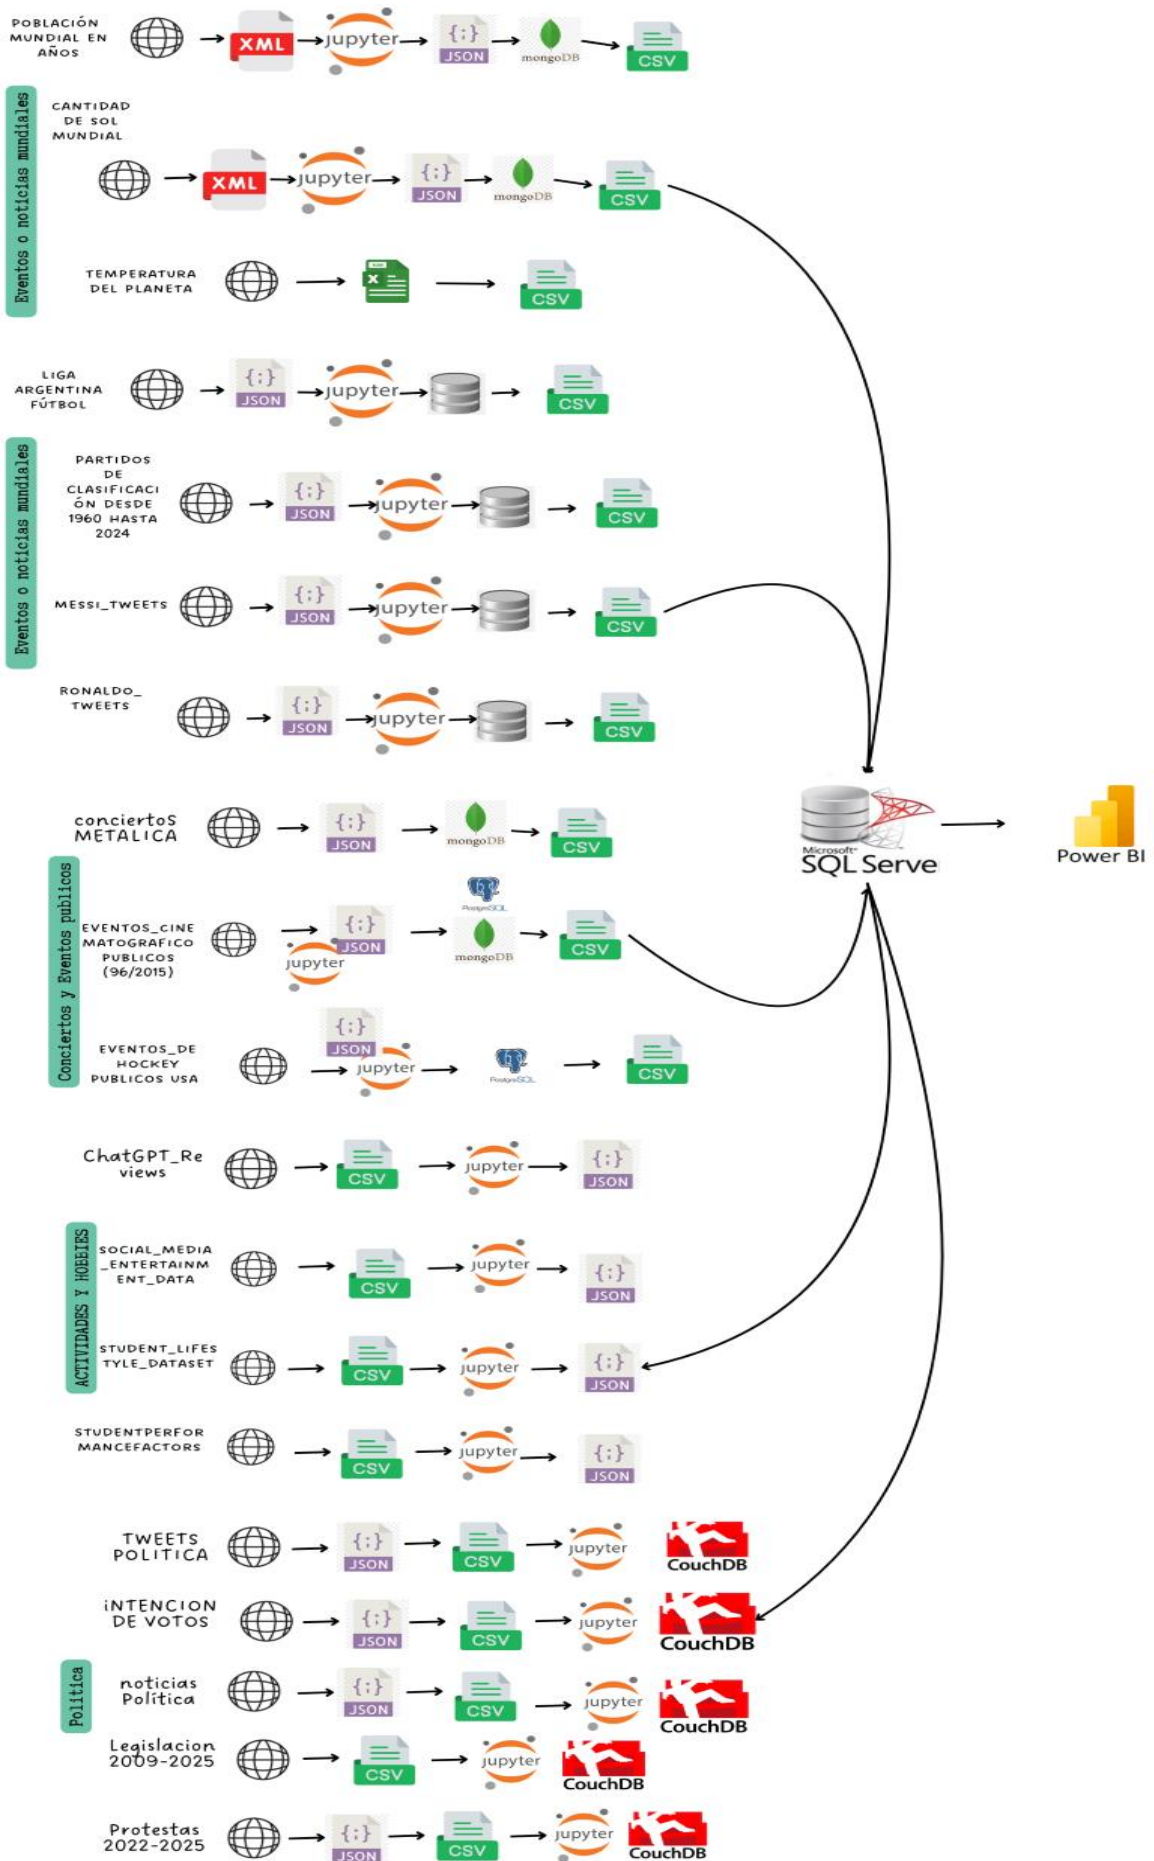 POBLACIÓN
MUNDIAL EN
AÑOS
XML
jupyter
{;}
JSON
mongoDB
CSV
Eventos o noticias mundiales
CANTIDAD
DE SOL
MUNDIAL
XML
jupyter
{;}
JSON
mongoDB
CSV
TEMPERATURA
DEL PLANETA
X
CSV
LIGA
ARGENTINA
FÚTBOL
{;}
JSON
jupyter
CSV
Eventos o noticias mundiales
PARTIDOS
DE
CLASIFICACI
ÓN DESDE
1960 HASTA
2024
{;}
JSON
jupyter
CSV
MESSI_TWEETS
{;}
JSON
jupyter
CSV
RONALDO_
TWEETS
{;}
JSON
jupyter
CSV
conciertos
METALICA
{;}
JSON
mongoDB
CSV
Microsoft
SQL Serve
Power BI
Conciertos y Eventos publicos
EVENTOS_CINE
MATOGRAFICO
PUBLICOS
(96/2015)
{;}
JSON
jupyter
PostgreSQL
mongoDB
CSV
EVENTOS_DE
HOCKEY
PUBLICOS USA
{;}
JSON
jupyter
PostgreSQL
CSV
ChatGPT_Re
views
CSV
jupyter
{;}
JSON
ACTIVIDADES Y HOBBIES
SOCIAL_MEDIA
_ENTERTAINM
ENT_DATA
CSV
jupyter
{;}
JSON
STUDENT_LIFES
TYLE_DATASET
CSV
jupyter
{;}
JSON
STUDENTPERFOR
MANCEFACTORS
CSV
jupyter
{;}
JSON
TWEETS
POLITICA
{;}
JSON
CSV
jupyter
CouchDB
iNTENCION
DE VOTOS
{;}
JSON
CSV
jupyter
CouchDB
Politica
noticias
Política
{;}
JSON
CSV
jupyter
CouchDB
Legislacion
2009-2025
CSV
jupyter
CouchDB
Protestas
2022-2025
{;}
JSON
CSV
jupyter
CouchDB